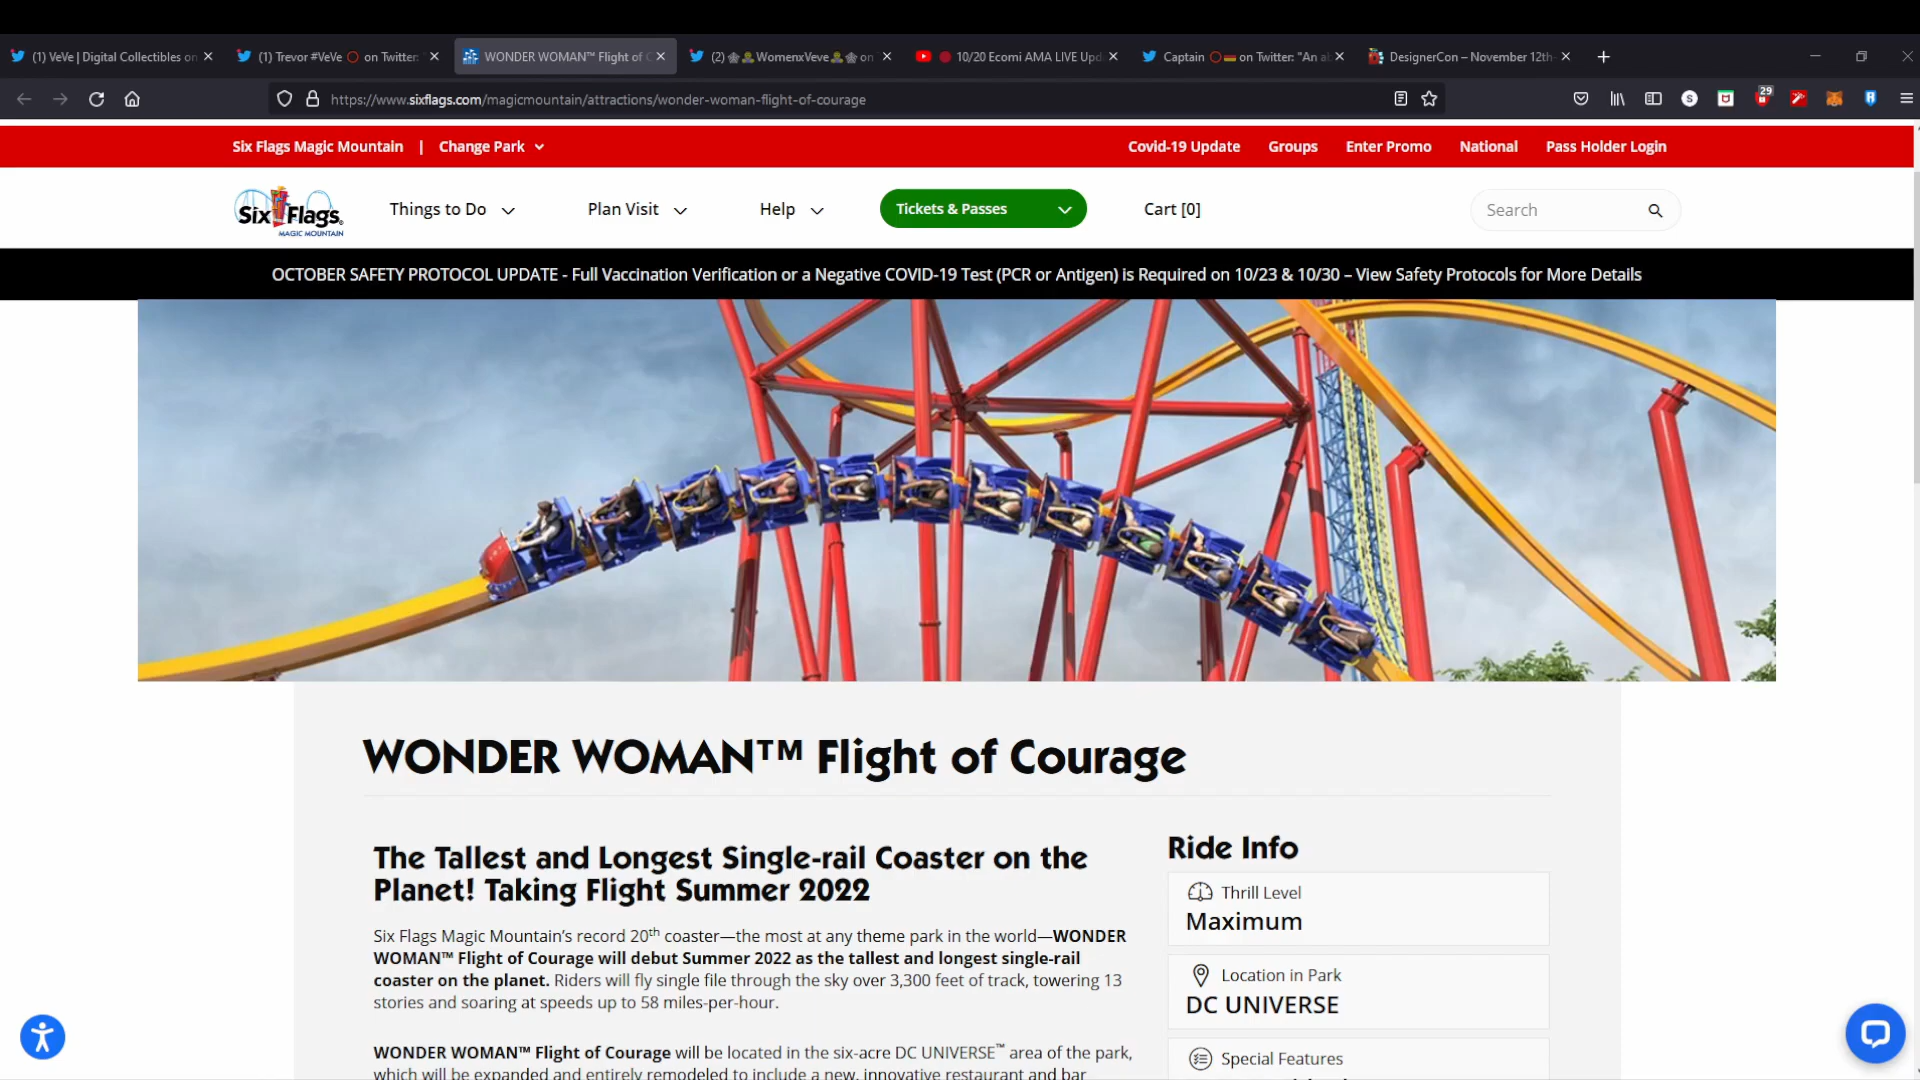 (1) VeVe | Digital Collectibles on
(1) Trevor #VeVe on Twitter:
WONDER WOMAN™ Flight of C
(2) WomenxVeve on
10/20 Ecomi AMA LIVE Upd
Captain on Twitter: "An al
DesignerCon – November 12th-
https://www.sixflags.com/magicmountain/attractions/wonder-woman-flight-of-courage
S
29
Six Flags Magic Mountain | Change Park
Covid-19 Update Groups Enter Promo National Pass Holder Login
Six Flags
MAGIC MOUNTAIN
Things to Do Plan Visit Help Tickets & Passes Cart [0] Search
OCTOBER SAFETY PROTOCOL UPDATE - Full Vaccination Verification or a Negative COVID-19 Test (PCR or Antigen) is Required on 10/23 & 10/30 – View Safety Protocols for More Details
WONDER WOMAN™ Flight of Courage
The Tallest and Longest Single-rail Coaster on the
Planet! Taking Flight Summer 2022
Six Flags Magic Mountain's record 20th coaster—the most at any theme park in the world—WONDER
WOMAN™ Flight of Courage will debut Summer 2022 as the tallest and longest single-rail
coaster on the planet. Riders will fly single file through the sky over 3,300 feet of track, towering 13
stories and soaring at speeds up to 58 miles-per-hour.
WONDER WOMAN™ Flight of Courage will be located in the six-acre DC UNIVERSE™ area of the park,
which will be expanded and entirely remodeled to include a new, innovative restaurant and bar
Ride Info
Thrill Level
Maximum
Location in Park
DC UNIVERSE
Special Features